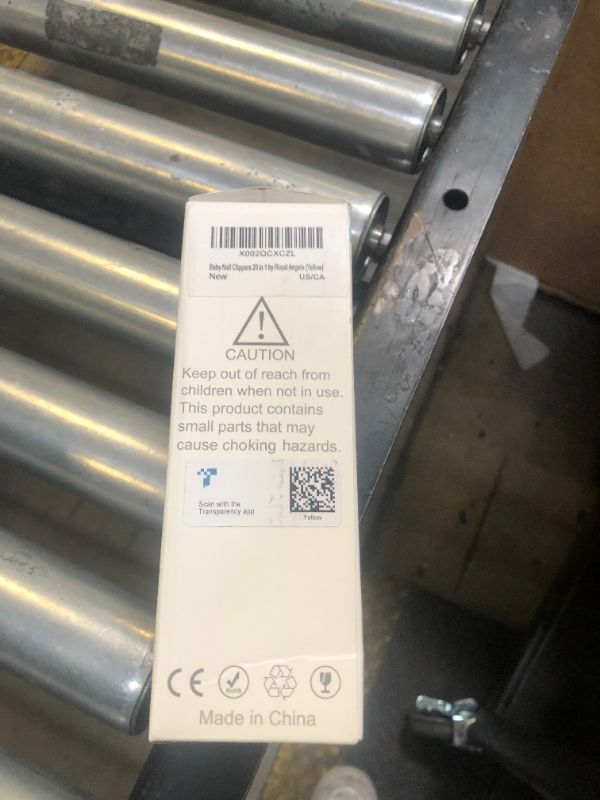 X002QCXCZL
Baby Nail Clippers 20 in 1 by Royal Angels (Yellow)
New US/CA
CAUTION
Keep out of reach from
children when not in use.
This product contains
small parts that may
cause choking hazards.
Scan with the
Transparency app
Yellow
CE
RoHS
Made in China